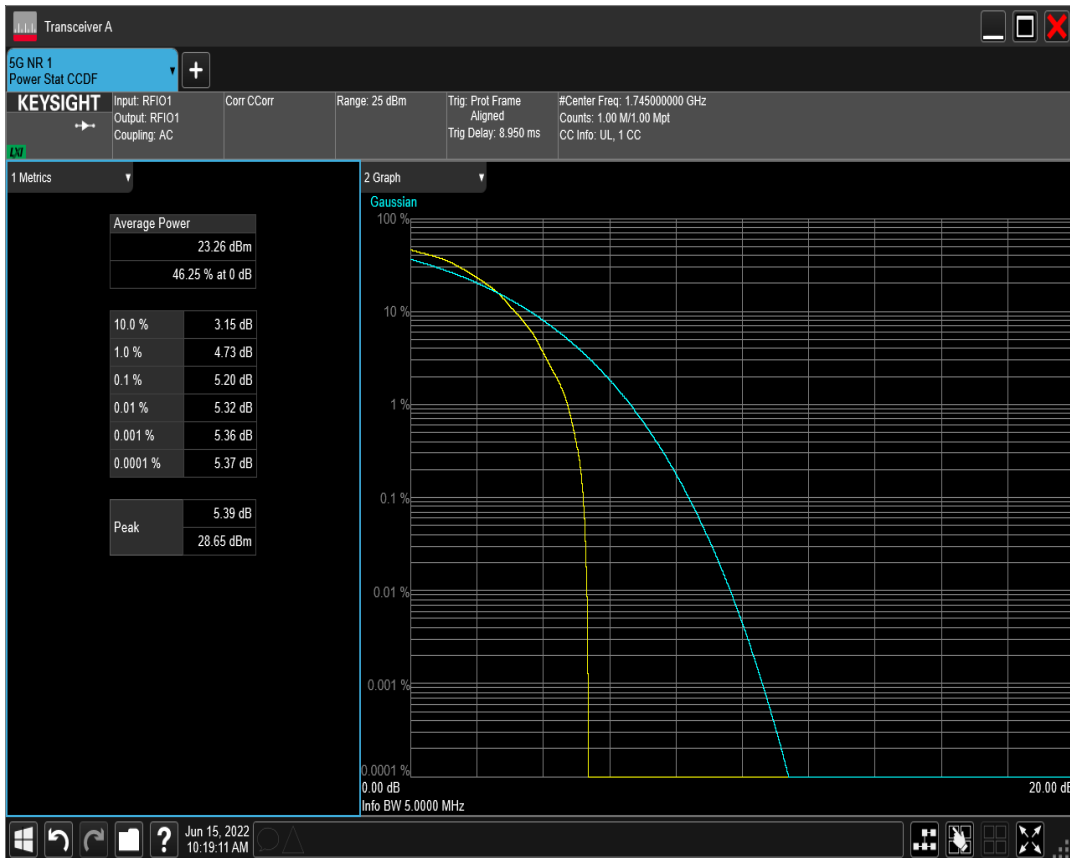 Transceiver A
5G NR 1
Power Stat CCDF
KEYSIGHT
LXI
Input: RFIO1
Output: RFIO1
Coupling: AC
Corr CCorr
Range: 25 dBm
Trig: Prot Frame
Aligned
Trig Delay: 8.950 ms
#Center Freq: 1.745000000 GHz
Counts: 1.00 M/1.00 Mpt
CC Info: UL, 1 CC
1 Metrics
Average Power
23.26 dBm
46.25 % at 0 dB
10.0 % 3.15 dB
1.0 % 4.73 dB
0.1 % 5.20 dB
0.01 % 5.32 dB
0.001 % 5.36 dB
0.0001 % 5.37 dB
Peak 5.39 dB
28.65 dBm
2 Graph
Gaussian
100 %
10 %
1 %
0.1 %
0.01 %
0.001 %
0.0001 %
0.00 dB 20.00 dB
Info BW 5.0000 MHz
? Jun 15, 2022
10:19:11 AM